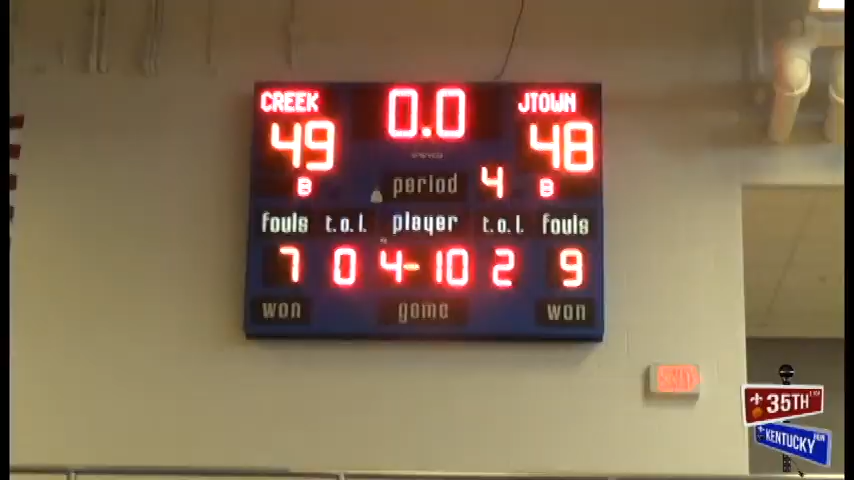 CREEK 0.0 JTOWN
49 48
B period 4 B
fouls t.o.l. player t.o.l. fouls
7 0 4-10 2 9
won game won
35TH
KENTUCKY